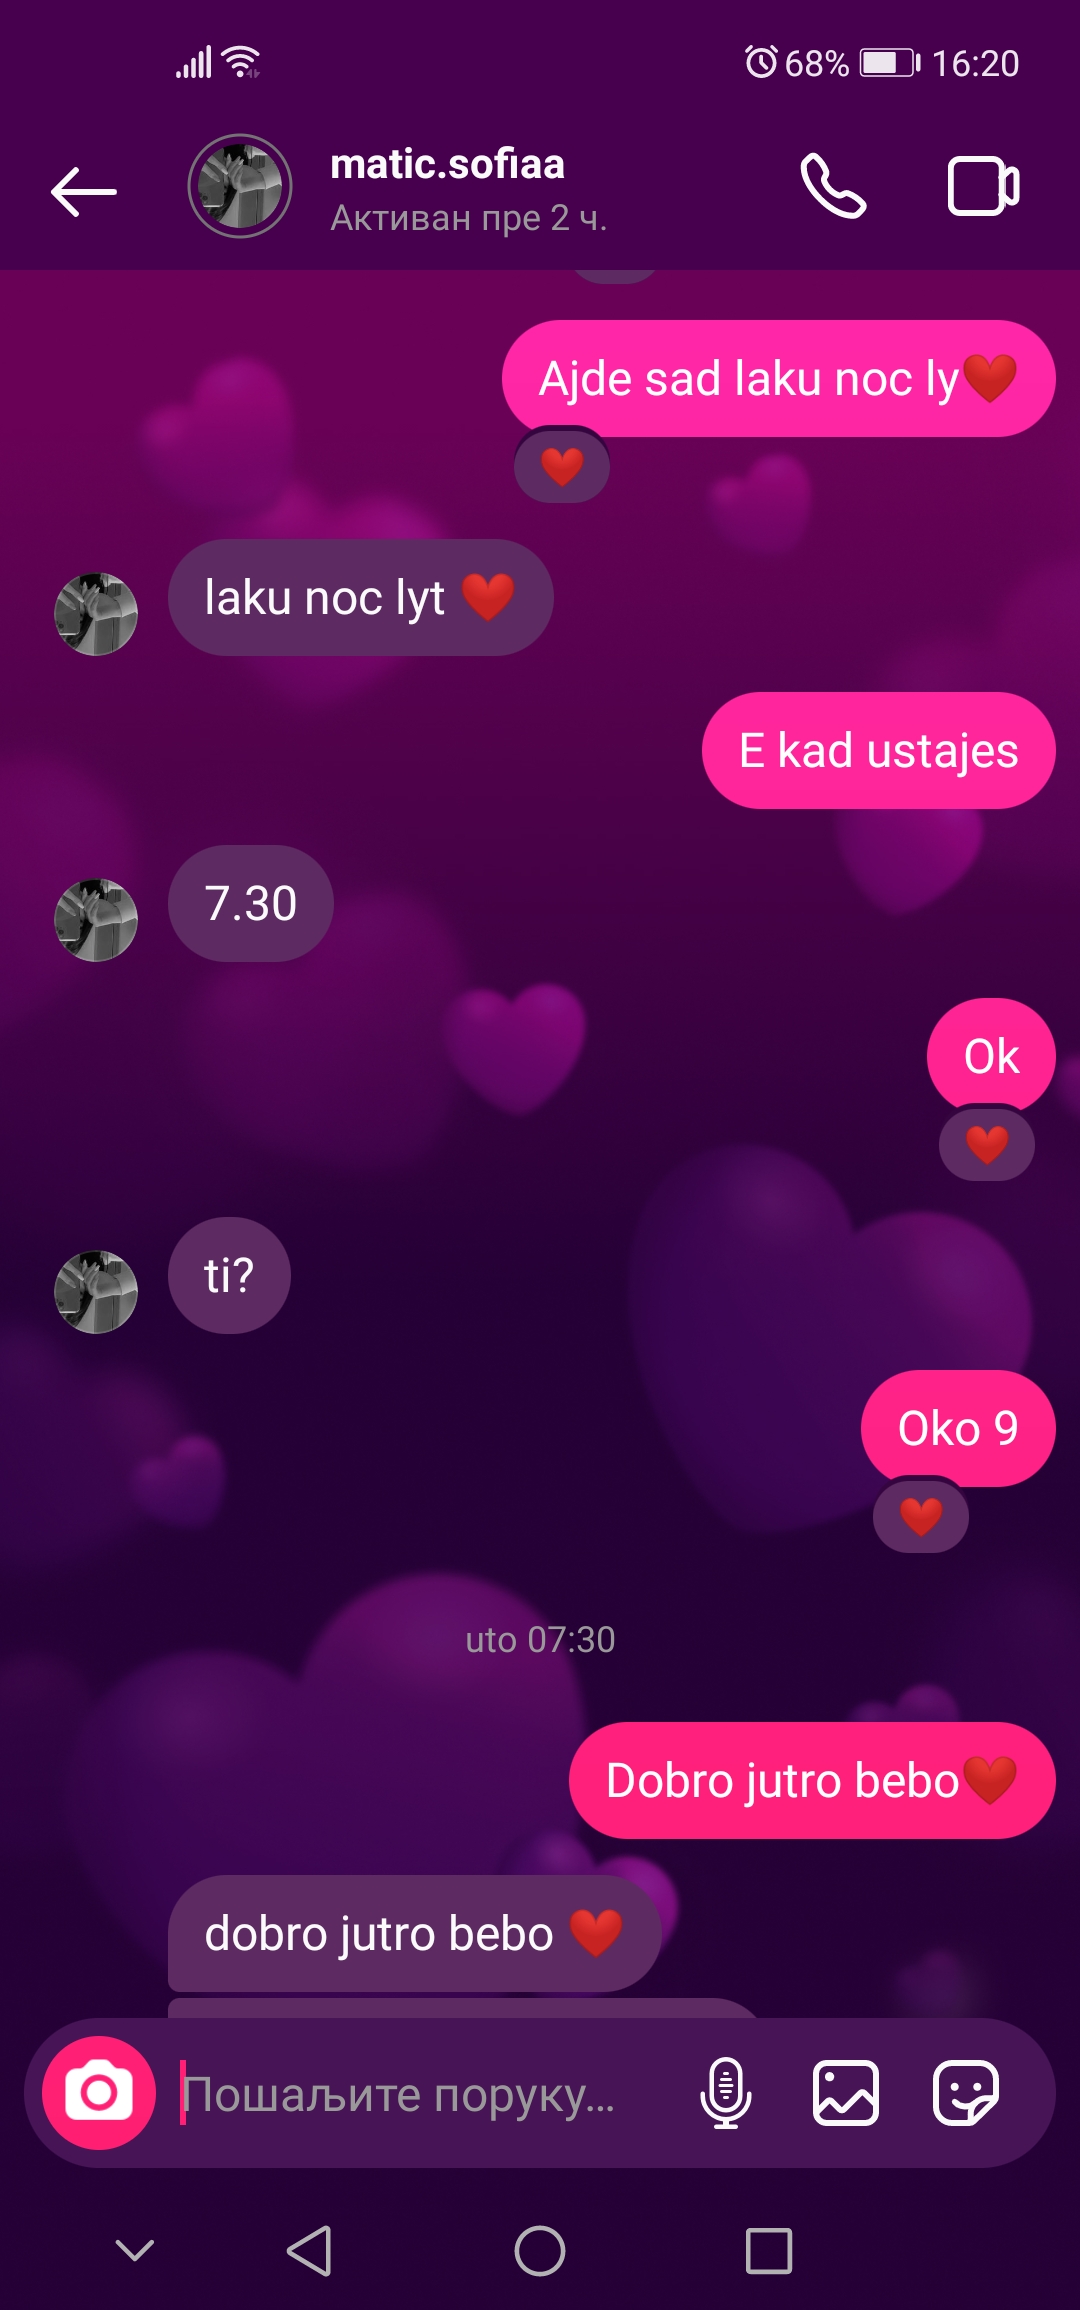 68% 16:20
matic.sofiaa
Активан пре 2 ч.
Ajde sad laku noc ly❤️
❤️
laku noc lyt ❤️
E kad ustajes
7.30
Ok
❤️
ti?
Oko 9
❤️
uto 07:30
Dobro jutro bebo❤️
dobro jutro bebo ❤️
Пошаљите поруку...